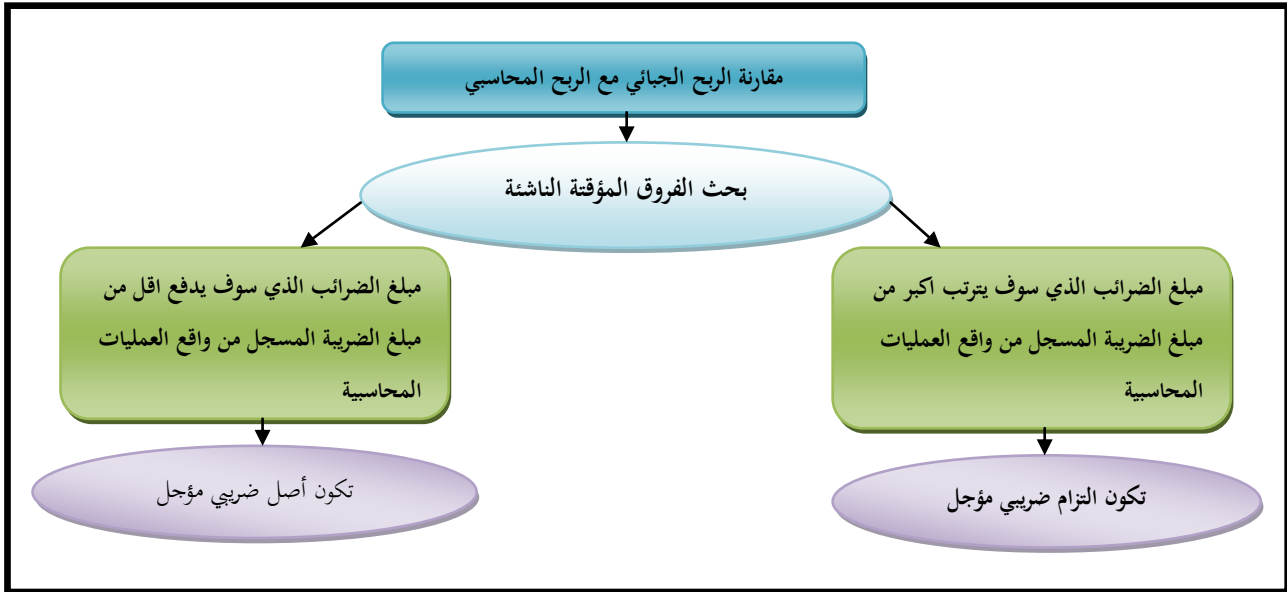 مقارنة الربح الجبائي مع الربح المحاسبي
بحث الفروق المؤقتة الناشئة
مبلغ الضرائب الذي سوف يترتب اكبر من
مبلغ الضريبة المسجل من واقع العمليات
المحاسبية
مبلغ الضرائب الذي سوف يدفع اقل من
مبلغ الضريبة المسجل من واقع العمليات
المحاسبية
تكون التزام ضريبي مؤجل
تكون أصل ضريبي مؤجل